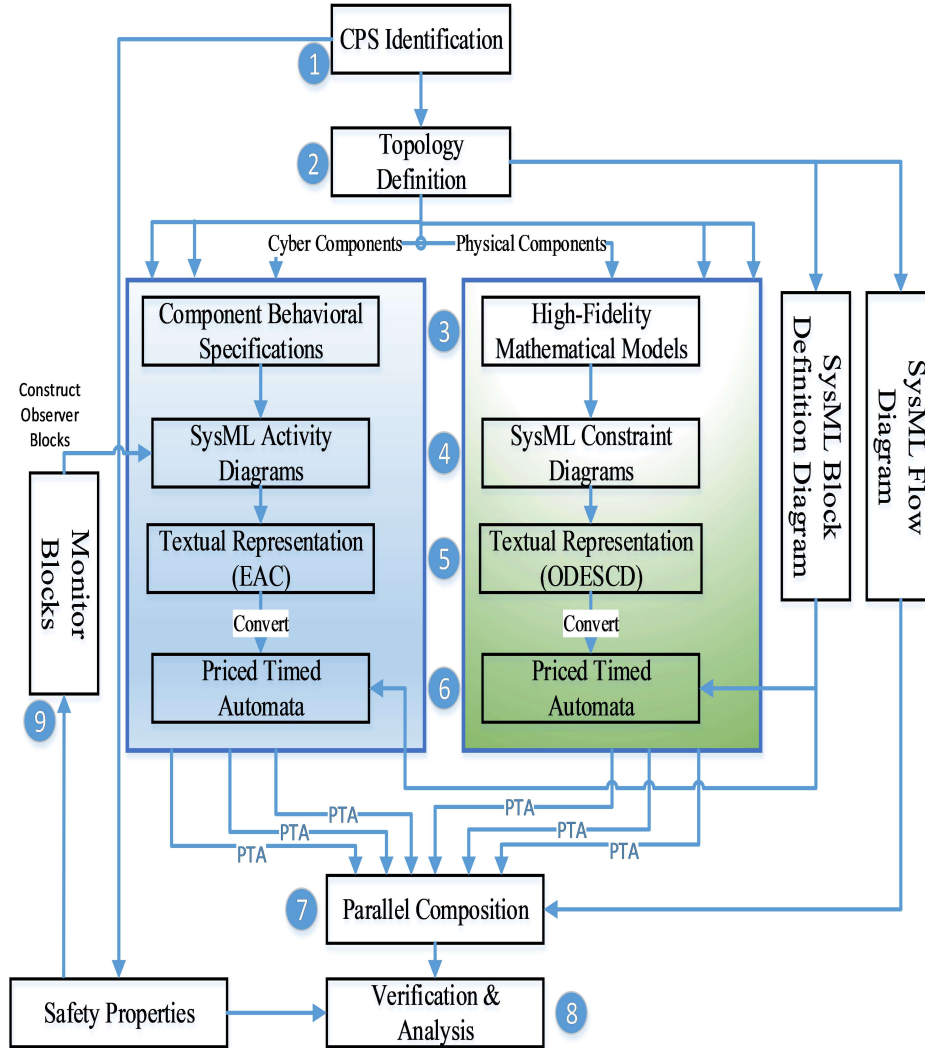 CPS Identification
1
Topology
Definition
2
Cyber Components
Physical Components
Component Behavioral
Specifications
3
High-Fidelity
Mathematical Models
SysML Block
Definition Diagram
SysML Flow
Diagram
Construct
Observer
Blocks
SysML Activity
Diagrams
4
SysML Constraint
Diagrams
Monitor
Blocks
Textual Representation
(EAC)
5
Textual Representation
(ODESCD)
Convert
Convert
Priced Timed
Automata
6
Priced Timed
Automata
9
PTA
PTA
PTA
PTA
PTA
PTA
7
Parallel Composition
Safety Properties
Verification &
Analysis
8